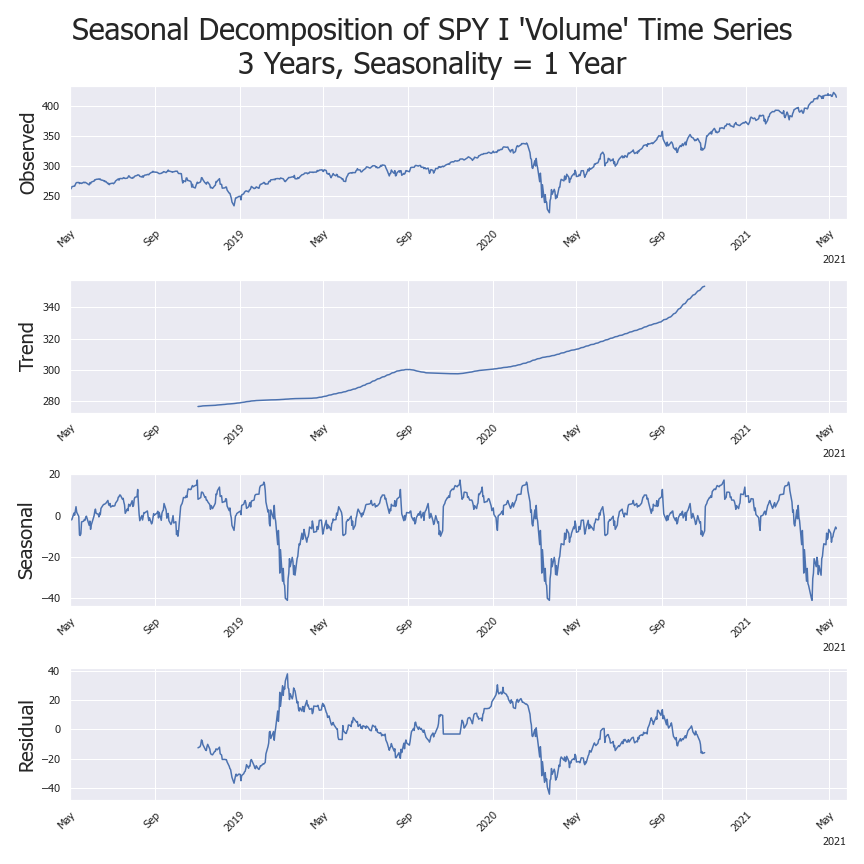 Seasonal Decomposition of SPY I 'Volume' Time Series
3 Years, Seasonality = 1 Year
Observed
400
350
300
250
May Sep 2019 May Sep 2020 May Sep 2021 May
2021
Trend
340
320
300
280
May Sep 2019 May Sep 2020 May Sep 2021 May
2021
Seasonal
20
0
−20
−40
May Sep 2019 May Sep 2020 May Sep 2021 May
2021
Residual
40
20
0
−20
−40
May Sep 2019 May Sep 2020 May Sep 2021 May
2021